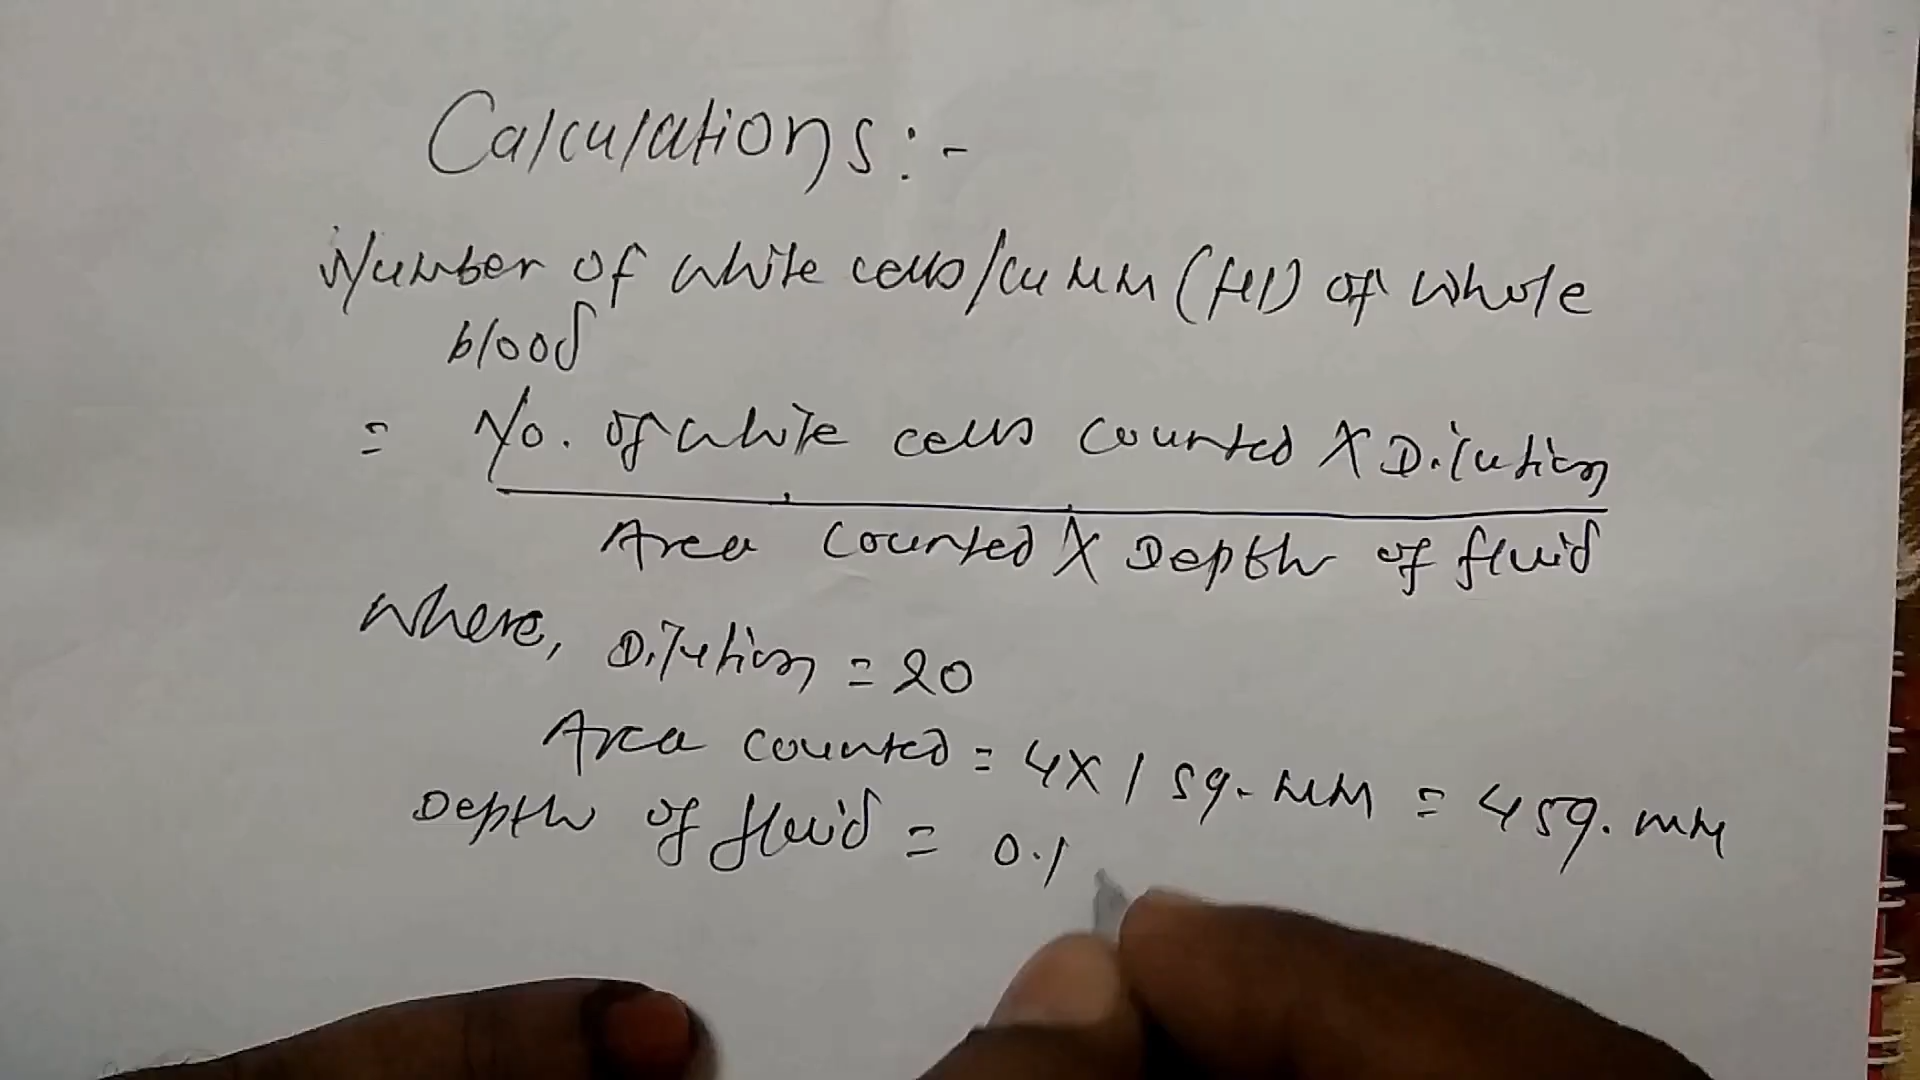 Calculations:-
Number of white cells/cu mm (μl) of whole
blood
= No. of white cells counted X Dilution
Area counted X Depth of fluid
where, Dilution = 20
Area counted = 4X1 sq. mm = 4 sq. mm
Depth of fluid = 0.1